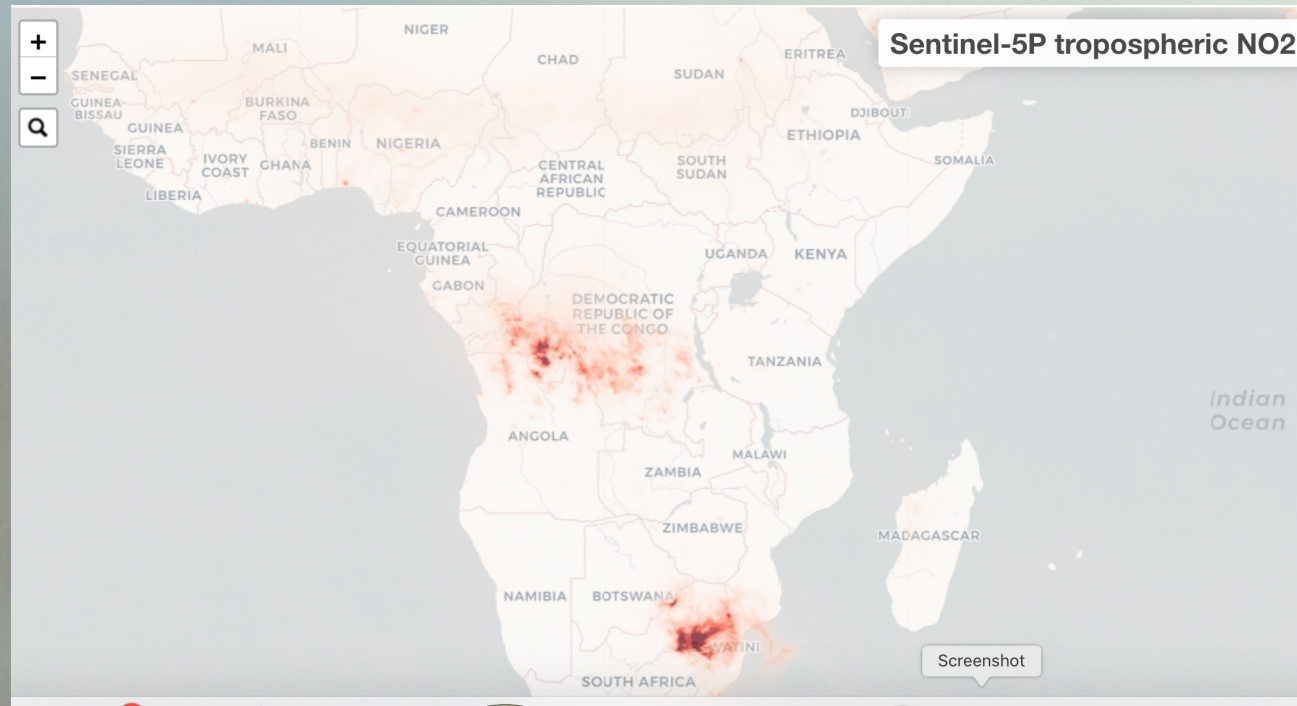 +
−
Sentinel-5P tropospheric NO2
NIGER
MALI
CHAD
ERITREA
SUDAN
SENEGAL
GUINEA-
BISSAU
BURKINA
FASO
DJIBOUT
GUINEA
ETHIOPIA
BENIN
NIGERIA
SIERRA
LEONE
IVORY
COAST
GHANA
CENTRAL
AFRICAN
REPUBLIC
SOUTH
SUDAN
SOMALIA
LIBERIA
CAMEROON
EQUATORIAL
GUINEA
UGANDA
KENYA
GABON
DEMOCRATIC
REPUBLIC OF
THE CONGO
TANZANIA
Indian
Ocean
ANGOLA
MALAWI
ZAMBIA
ZIMBABWE
MADAGASCAR
NAMIBIA
BOTSWANA
WATINI
Screenshot
SOUTH AFRICA